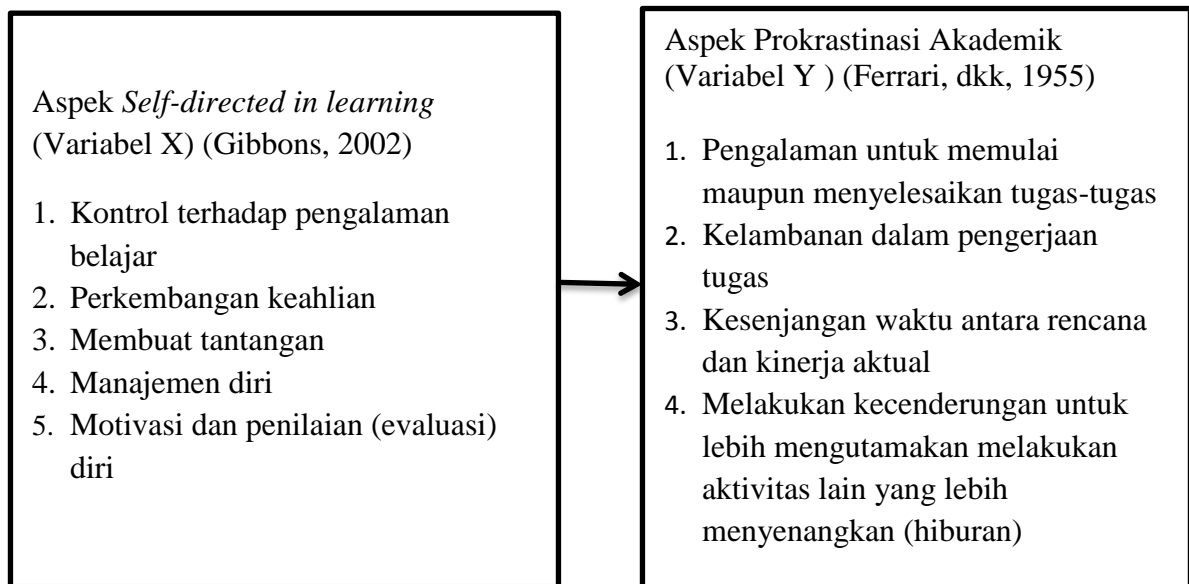 Aspek Self-directed in learning
(Variabel X) (Gibbons, 2002)
1. Kontrol terhadap pengalaman
belajar
2. Perkembangan keahlian
3. Membuat tantangan
4. Manajemen diri
5. Motivasi dan penilaian (evaluasi)
diri
Aspek Prokrastinasi Akademik
(Variabel Y ) (Ferrari, dkk, 1955)
1. Pengalaman untuk memulai
maupun menyelesaikan tugas-tugas
2. Kelambanan dalam pengerjaan
tugas
3. Kesenjangan waktu antara rencana
dan kinerja aktual
4. Melakukan kecenderungan untuk
lebih mengutamakan melakukan
aktivitas lain yang lebih
menyenangkan (hiburan)